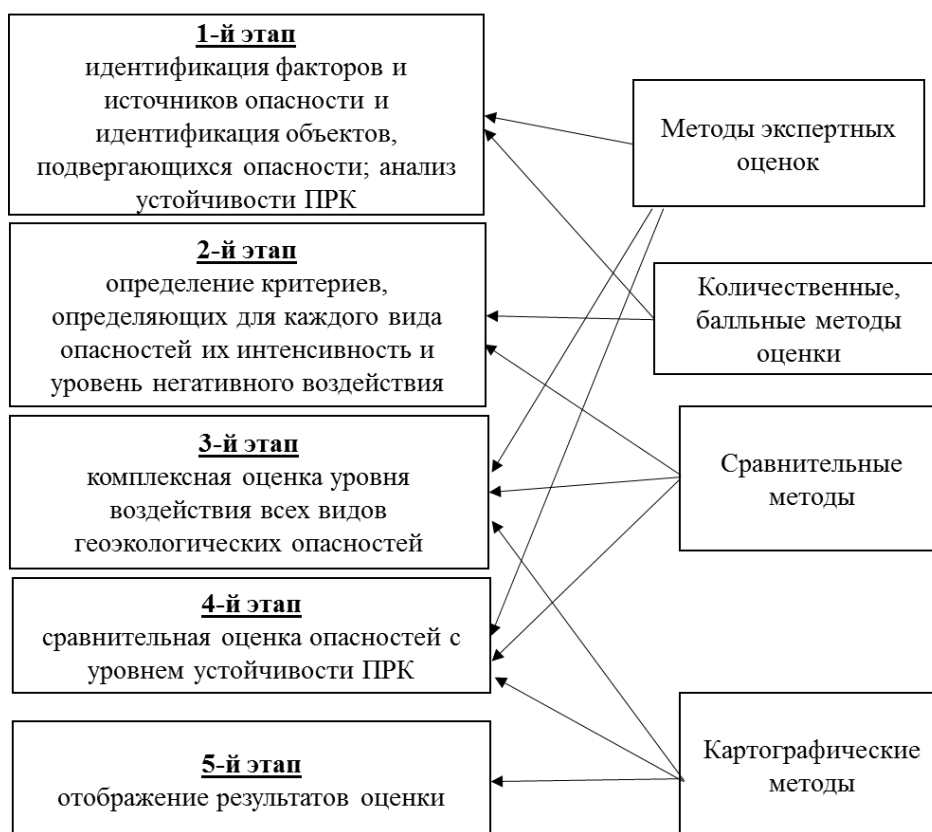 1-й этап
идентификация факторов и
источников опасности и
идентификация объектов,
подвергающихся опасности; анализ
устойчивости ПРК
2-й этап
определение критериев,
определяющих для каждого вида
опасностей их интенсивность и
уровень негативного воздействия
3-й этап
комплексная оценка уровня
воздействия всех видов
геоэкологических опасностей
4-й этап
сравнительная оценка опасностей с
уровнем устойчивости ПРК
5-й этап
отображение результатов оценки
Методы экспертных
оценок
Количественные,
балльные методы
оценки
Сравнительные
методы
Картографические
методы